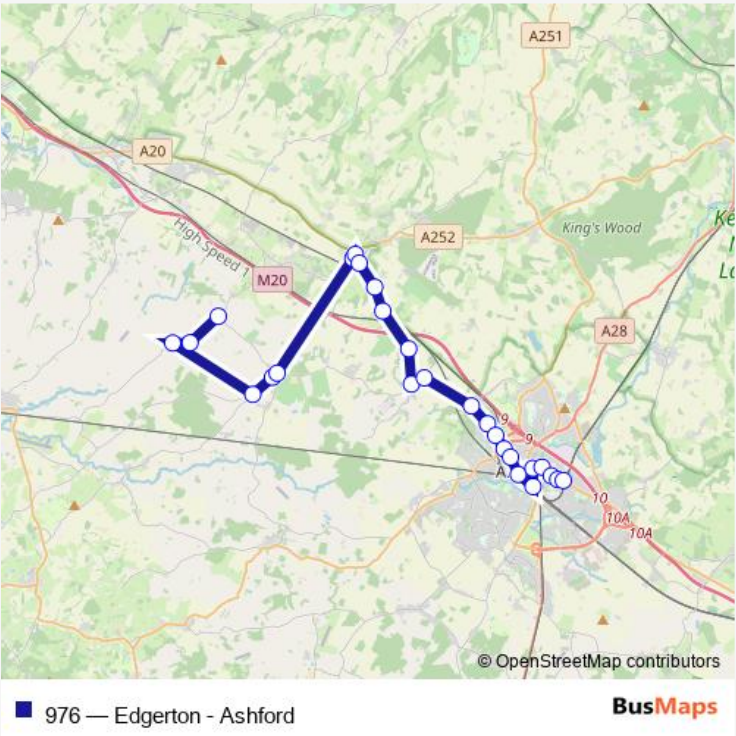 A251
A20
King's Wood
Ke
A252
High Speed 1
M20
A28
9
9
A
10
10A
10A
© OpenStreetMap contributors
976 — Edgerton - Ashford
BusMaps